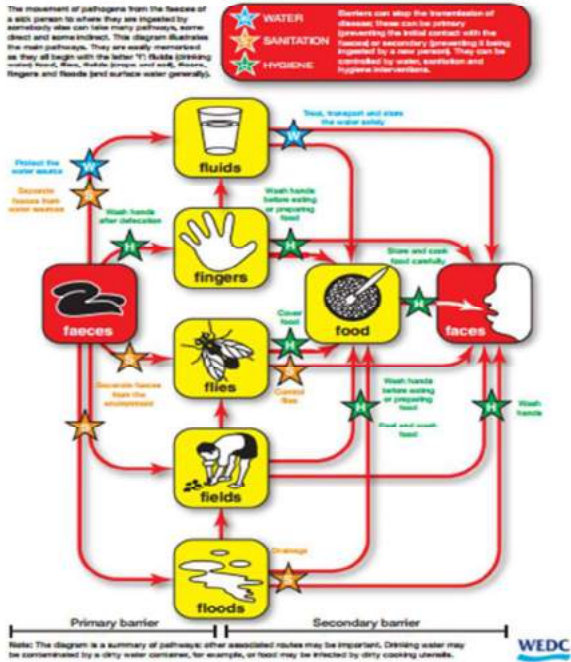 The movement of pathogens from the faeces of
a sick person to where they are ingested by
somebody else can take many pathways, some
direct and some indirect. This diagram illustrates
the main pathways. They are easily memorized
as they all begin with the letter 'f': fluids (drinking
water) food, flies, fields (crops and soil), floors,
fingers and floods (and surface water generally).
W WATER
S SANITATION
H HYGIENE
Barriers can stop the transmission of
disease; these can be primary
(preventing the initial contact with the
faeces) or secondary (preventing it being
ingested by a new person). They can be
controlled by water, sanitation and
hygiene interventions.
Protect the
water source
W
S
Separate
faeces from
water sources
fluids
W
Treat, transport and store
the water safely
Wash hands
after defecation
H
fingers
Wash hands
before eating
or preparing
food
H
Store and cook
food carefully
H
faeces
food
faces
S
Separate faeces
from the
environment
S
flies
Cover
food
H
S
Control
flies
Wash hands
before eating
or preparing
food
H
and
food
H
Wash
hands
fields
Drainage
S
floods
Primary barrier
Secondary barrier
Note: The diagram is a summary of pathways: other associated routes may be important. Drinking water may
be contaminated by a dirty water container, for example, or food may be infected by dirty cooking utensils.
WEDC